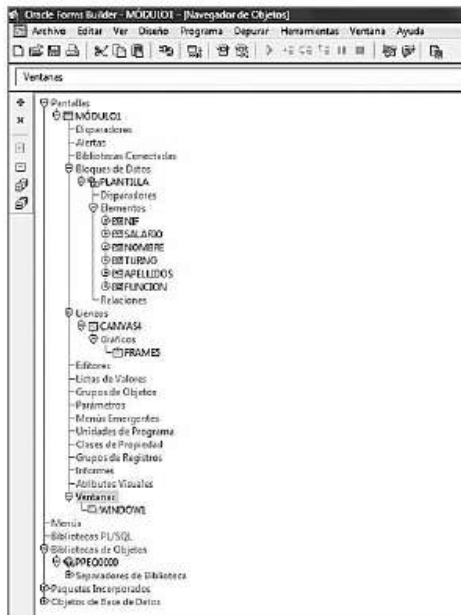 Oracle Forms Builder - MÓDULO1 - [Navegador de Objetos]
Archivo Editar Ver Diseño Programa Depurar Herramientas Ventana Ayuda
Ventanas
Pantallas
MÓDULO1
Disparadores
Alertas
Bibliotecas Conectadas
Bloques de Datos
PLANTILLA
Disparadores
Elementos
NIF
SALARIO
NOMBRE
TURNO
APELLIDOS
FUNCION
Relaciones
Lienzos
CANVAS4
Gráficos
FRAME5
Editores
Listas de Valores
Grupos de Objetos
Parámetros
Menús Emergentes
Unidades de Programa
Clases de Propiedad
Grupos de Registros
Informes
Atributos Visuales
Ventanas
WINDOW1
Menús
Bibliotecas PL/SQL
Bibliotecas de Objetos
PPEO0000
Separadores de Biblioteca
Paquetes Incorporados
Objetos de Base de Datos